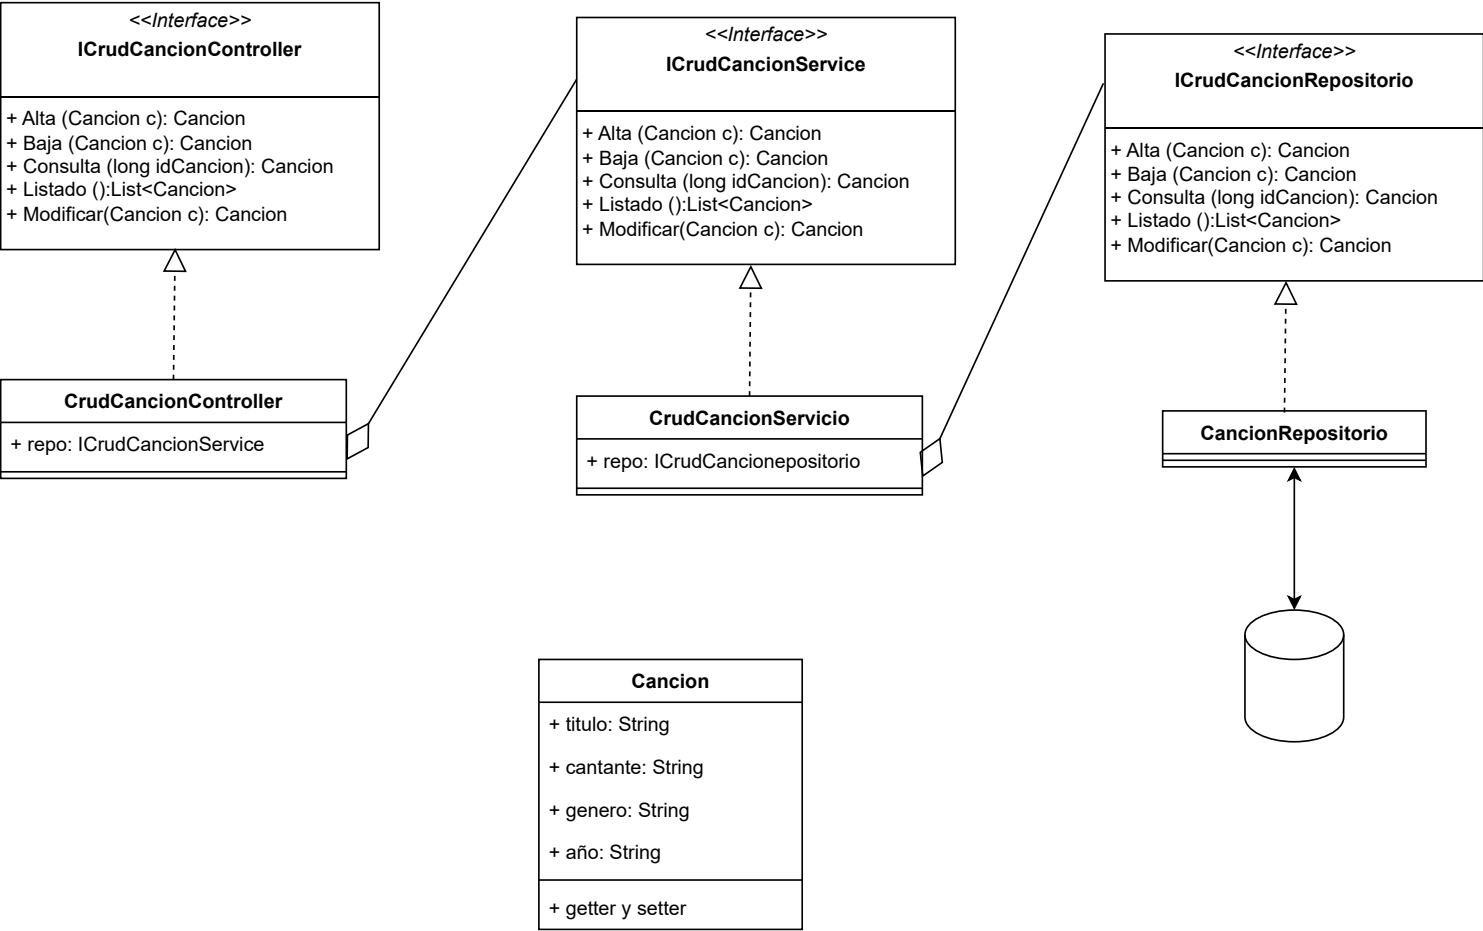 <<Interface>>
ICrudCancionController
+ Alta (Cancion c): Cancion
+ Baja (Cancion c): Cancion
+ Consulta (long idCancion): Cancion
+ Listado ():List<Cancion>
+ Modificar(Cancion c): Cancion
<<Interface>>
ICrudCancionService
+ Alta (Cancion c): Cancion
+ Baja (Cancion c): Cancion
+ Consulta (long idCancion): Cancion
+ Listado ():List<Cancion>
+ Modificar(Cancion c): Cancion
<<Interface>>
ICrudCancionRepositorio
+ Alta (Cancion c): Cancion
+ Baja (Cancion c): Cancion
+ Consulta (long idCancion): Cancion
+ Listado ():List<Cancion>
+ Modificar(Cancion c): Cancion
CrudCancionController
+ repo: ICrudCancionService
CrudCancionServicio
+ repo: ICrudCancionepositorio
CancionRepositorio
Cancion
+ titulo: String
+ cantante: String
+ genero: String
+ año: String
+ getter y setter